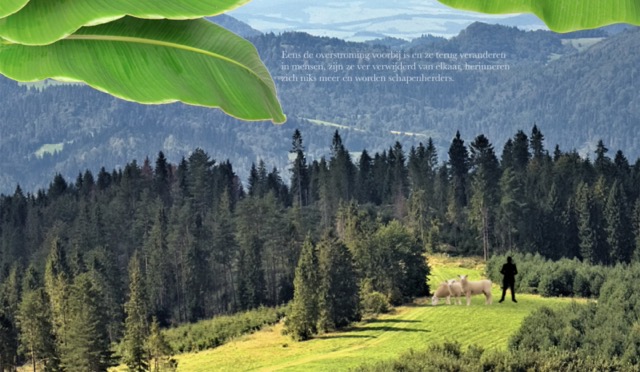 Eens de overstroming voorbij is en ze terug veranderen
in mensen, zijn ze ver verwijderd van elkaar, herinneren
zich niks meer en worden schapenherders.